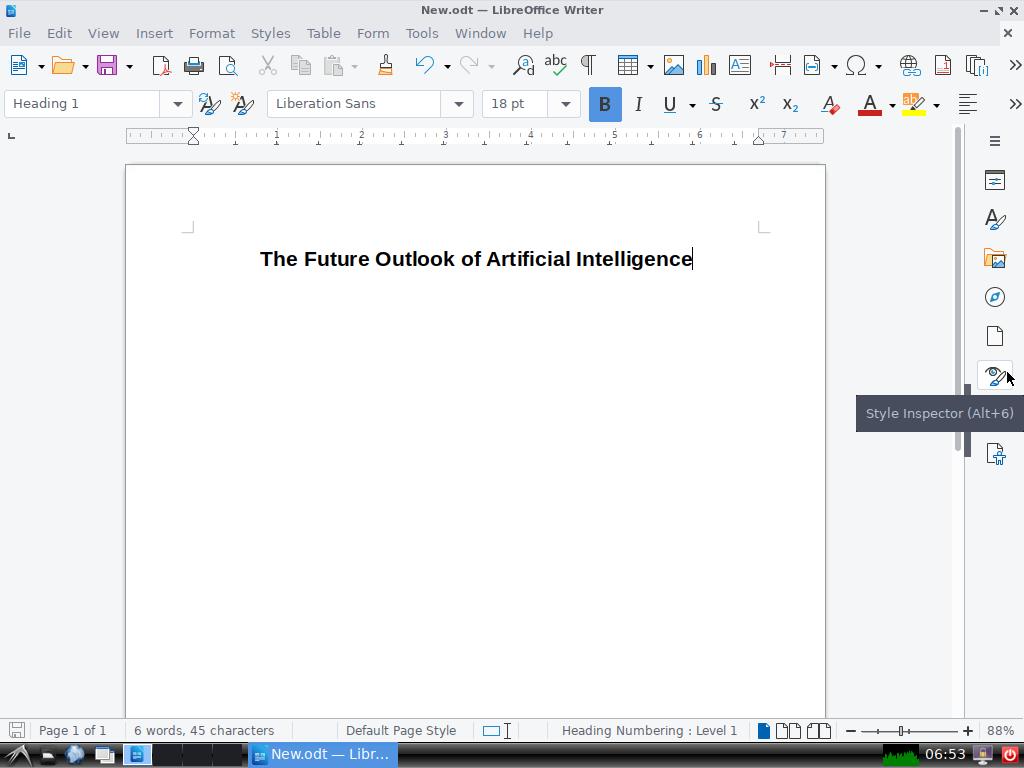 New.odt — LibreOffice Writer
File Edit View Insert Format Styles Table Form Tools Window Help
Heading 1 Liberation Sans 18 pt
1 2 3 4 5 6 7
The Future Outlook of Artificial Intelligence
Style Inspector (Alt+6)
Page 1 of 1 6 words, 45 characters Default Page Style Heading Numbering : Level 1 88%
New.odt — Libr... 06:53